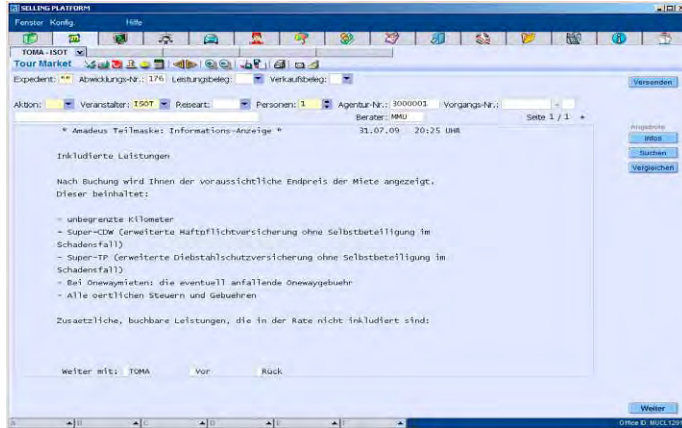 SELLING PLATFORM
Fenster Konfig. Hilfe
TOMA - ISOT
Tour Market
Expedient: ** Abwicklungs-Nr.: 176 Leistungsbeleg: Verkaufsbeleg:
Versenden
Aktion: Veranstalter: ISOT Reiseart: Personen: 1 Agentur-Nr.: 3000001 Vorgangs-Nr.: -
Berater: MMU Seite 1 / 1 +
Angebote
* Amadeus Teilmaske: Informations-Anzeige * 31.07.09 20:25 UHR
Infos
Suchen
Inkludierte Leistungen
Vergleichen
Nach Buchung wird Ihnen der voraussichtliche Endpreis der Miete angezeigt.
Dieser beinhaltet:
- unbegrenzte Kilometer
- Super-CDW (erweiterte Haftpflichtversicherung ohne Selbstbeteiligung im
Schadensfall)
- Super-TP (erweiterte Diebstahlschutzversicherung ohne Selbstbeteiligung im
Schadensfall)
- Bei Onewaymieten: die eventuell anfallende Onewaygebuehr
- Alle oertlichen Steuern und Gebuehren
Zusaetzliche, buchbare Leistungen, die in der Rate nicht inkludiert sind:
Weiter mit: TOMA Vor Rück
Weiter
A B C D E F
Office ID: